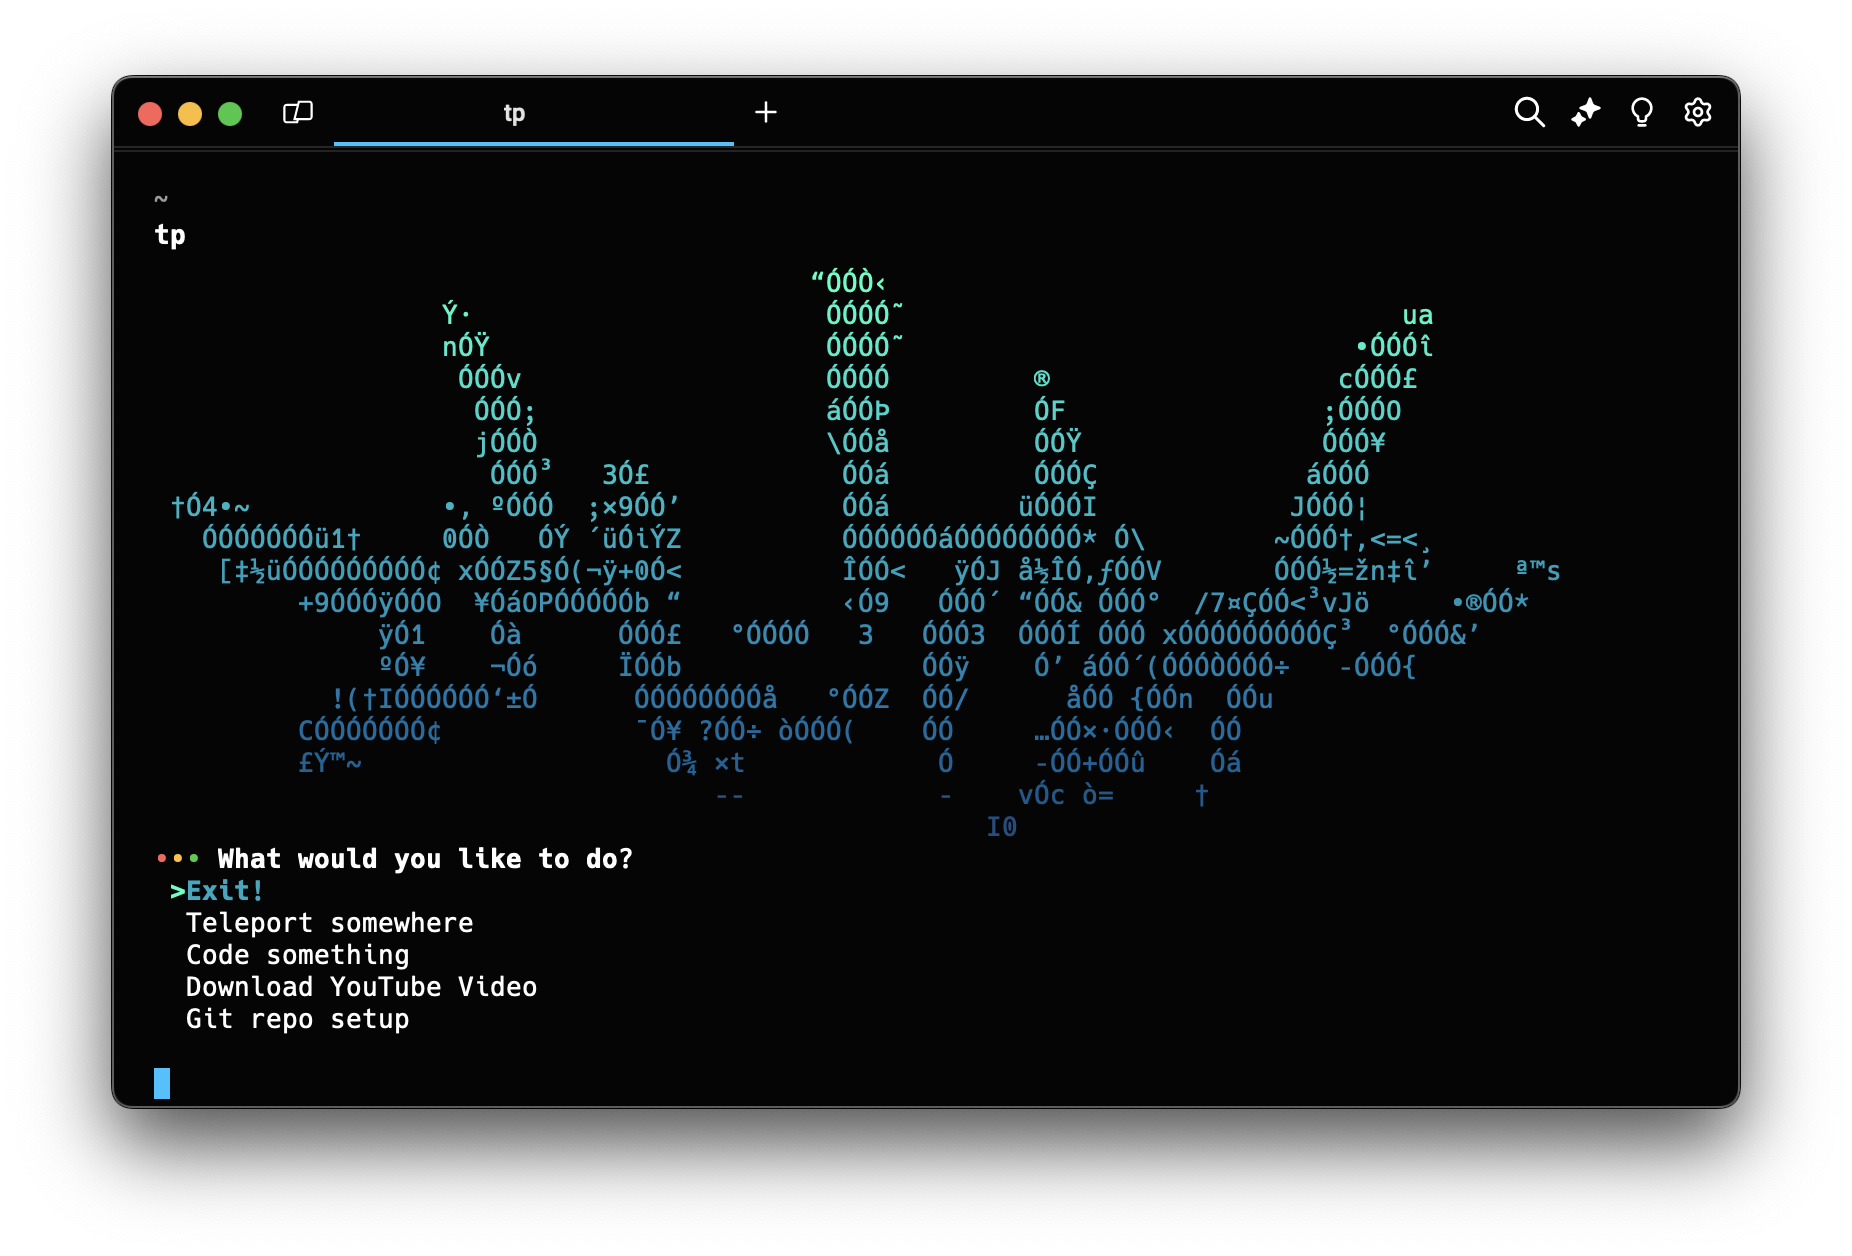 tp
~
tp
“ÓÓÒ‹
Ý· ÓÓÓÓ˜ ua
nÓŸ ÓÓÓÓ˜ •ÓÓÓî
ÓÓÓv ÓÓÓÓ ® cÓÓÓ£
ÓÓÓ; áÓÓÞ ÓF ;ÓÓÓO
jÓÓÒ \ÓÓå ÓÓŸ ÓÓÓ¥
ÓÓÓ³ 3Ó£ ÓÓá ÓÓÓÇ áÓÓÓ
†Ó4•~ •, ºÓÓÓ ;×9ÓÓ’ ÓÓá üÓÓÓI JÓÓÓ¦
ÓÓÓÓÓÓÓü1† 0ÓÒ ÓÝ ´üÓiÝZ ÓÓÓÓÓÓáÓÓÓÓÓÓÓÓ* Ó\ ~ÓÓÓ†,<=<¸
[‡½üÓÓÓÓÓÓÓÓÓ¢ xÓÓZ5§Ó(¬ÿ+0Ó< ÎÓÓ< ÿÓJ å½ÎÓ‚ƒÓÓV ÓÓÓ½=žn‡î’ ª™s
+9ÓÓÓÿÓÓO ¥ÓáOPÓÓÓÓÓb “ ‹Ó9 ÓÓÓ´ “ÓÓ& ÓÓÓ° /7¤ÇÓÓ<³vJö •®ÓÓ*
ÿÓ1 Óà ÓÓÓ£ °ÓÓÓÓ 3 ÓÓÓ3 ÓÓÓÍ ÓÓÓ xÓÓÓÓÓÓÓÓÓÇ³ °ÓÓÓ&’
ºÓ¥ ¬Óó ÏÓÓb ÓÓÿ Ó’ áÓÓ´(ÓÓÓÒÓÓÓ÷ -ÓÓÓ{
!(†IÓÓÓÓÓÓ‘±Ó ÓÓÓÓÓÓÓÓå °ÓÓZ ÓÓ/ åÓÓ {ÓÓn ÓÓu
CÓÓÓÓÓÓÓ¢ ¯Ó¥ ?ÓÓ÷ òÓÓÓ( ÓÓ …ÓÓ×·ÓÓÓ‹ ÓÓ
£Ý™~ Ó¾ ×t Ó -ÓÓ+ÓÓû Óá
-- - vÓc ò= †
I0
••• What would you like to do?
>Exit!
Teleport somewhere
Code something
Download YouTube Video
Git repo setup